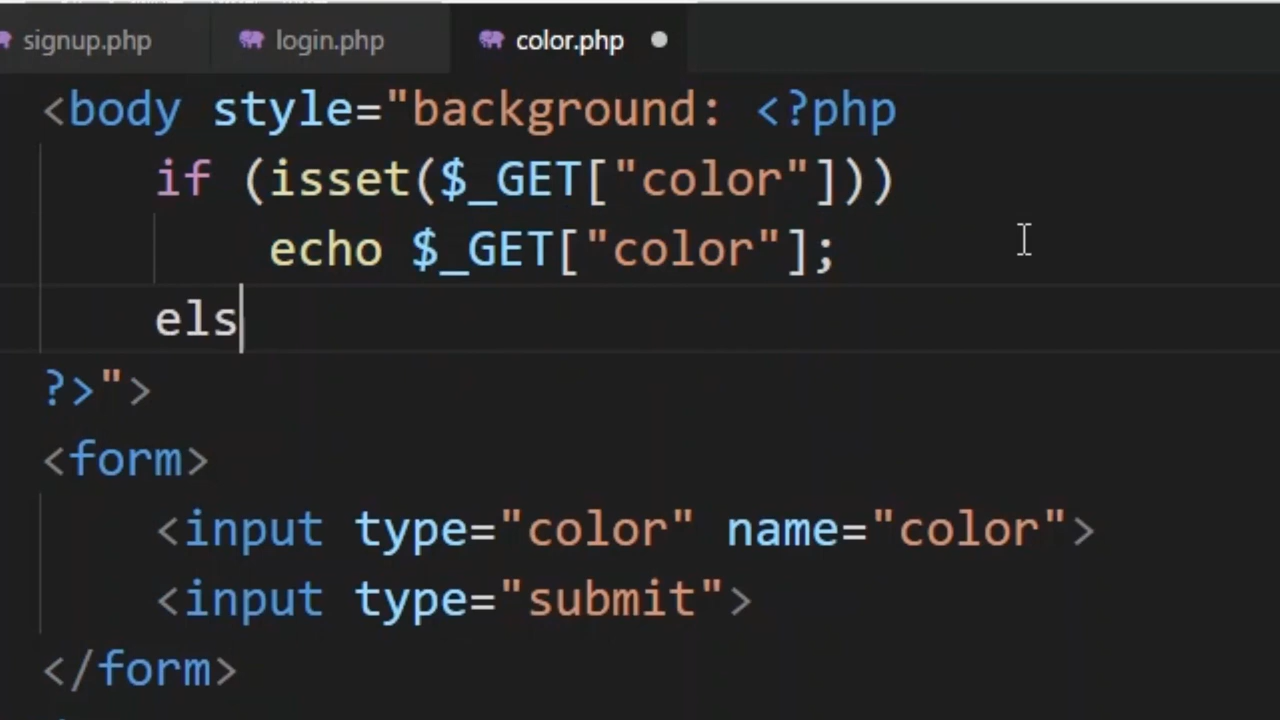 signup.php login.php color.php
<body style="background: <?php
if (isset($_GET["color"]))
echo $_GET["color"];
els
?>">
<form>
<input type="color" name="color">
<input type="submit">
</form>